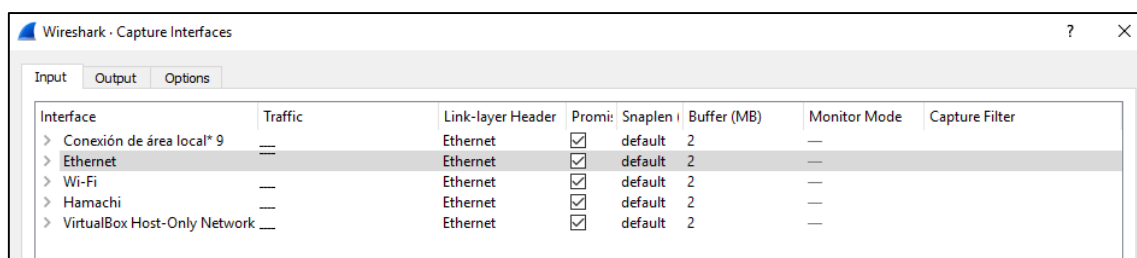 Wireshark · Capture Interfaces ? ×
Input Output Options
Interface Traffic Link-layer Header Promis Snaplen ( Buffer (MB) Monitor Mode Capture Filter
> Conexión de área local* 9 Ethernet default 2 —
> Ethernet Ethernet default 2 —
> Wi-Fi Ethernet default 2 —
> Hamachi Ethernet default 2 —
> VirtualBox Host-Only Network Ethernet default 2 —